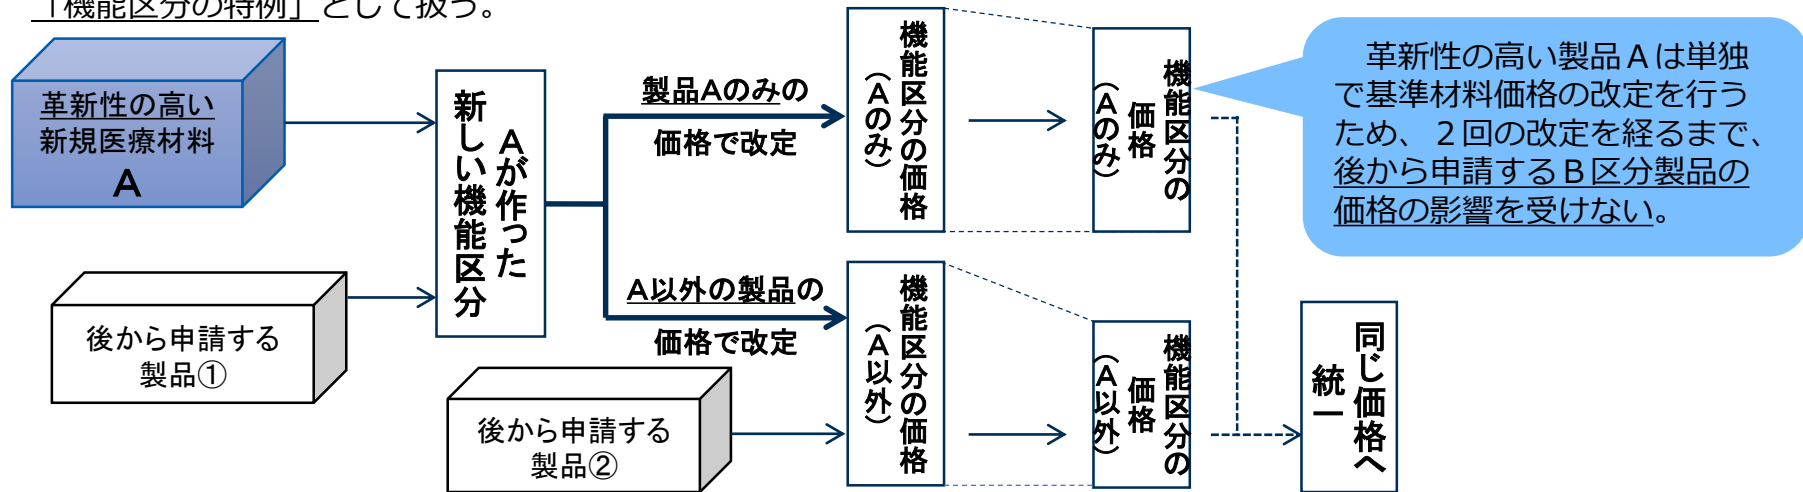 「機能区分の特例」として扱う。
革新性の高い
新規医療材料
A
後から申請する
製品①
Aが作った
新しい機能区分
製品Aのみの
価格で改定
A以外の製品の
価格で改定
後から申請する
製品②
機能区分の価格
（Aのみ）
機能区分の
価格
（Aのみ）
機能区分の価格
（A以外）
機能区分の
価格
（A以外）
革新性の高い製品Aは単独
で基準材料価格の改定を行う
ため、２回の改定を経るまで、
後から申請するB区分製品の
価格の影響を受けない。
同じ価格へ
統一